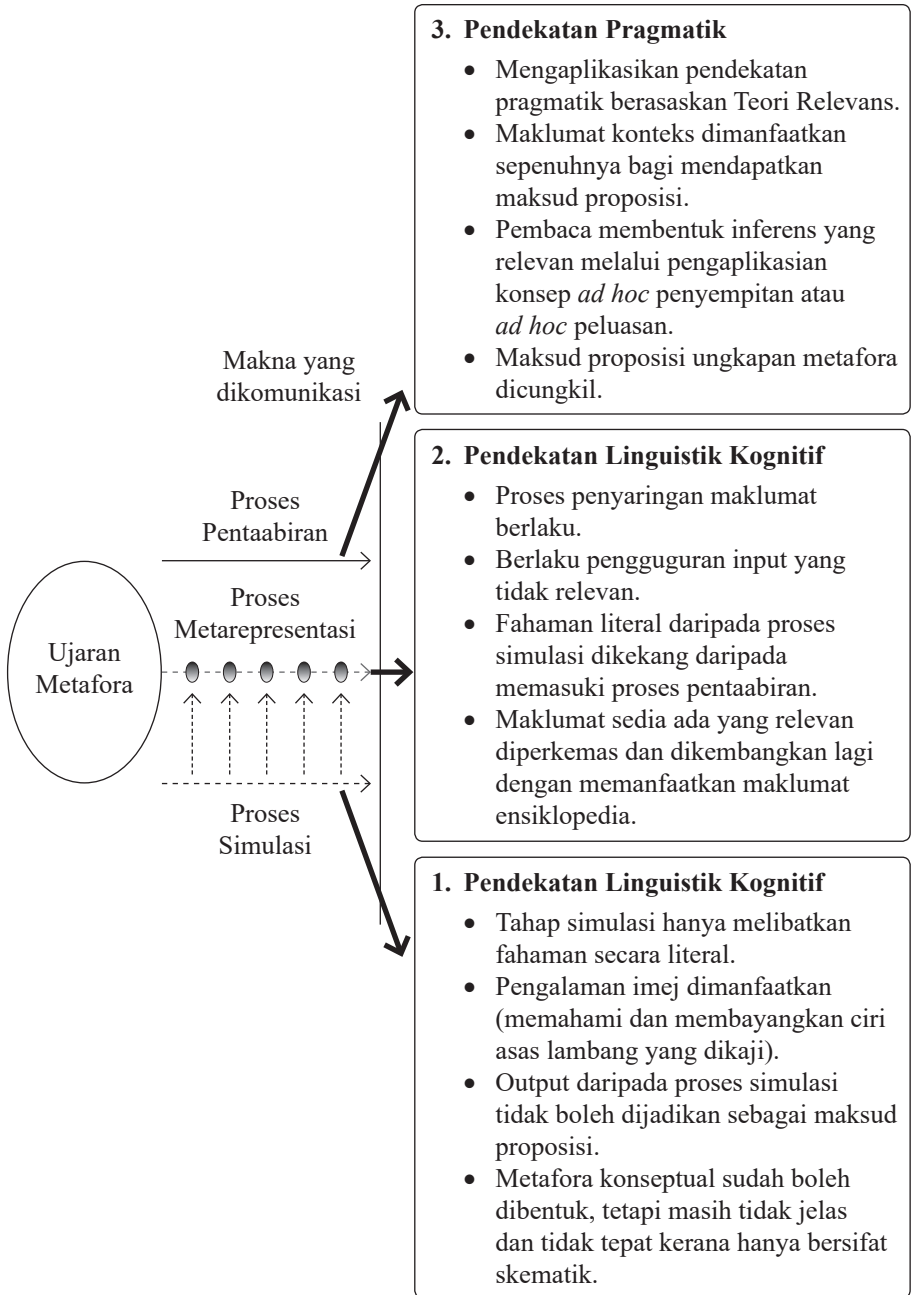 3. Pendekatan Pragmatik
• Mengaplikasikan pendekatan
pragmatik berasaskan Teori Relevans.
• Maklumat konteks dimanfaatkan
sepenuhnya bagi mendapatkan
maksud proposisi.
• Pembaca membentuk inferens yang
relevan melalui pengaplikasian
konsep ad hoc penyempitan atau
ad hoc peluasan.
• Maksud proposisi ungkapan metafora
dicungkil.
Makna yang
dikomunikasi
Proses
Pentaabiran
Proses
Metarepresentasi
Ujaran
Metafora
Proses
Simulasi
2. Pendekatan Linguistik Kognitif
• Proses penyaringan maklumat
berlaku.
• Berlaku pengguguran input yang
tidak relevan.
• Fahaman literal daripada proses
simulasi dikekang daripada
memasuki proses pentaabiran.
• Maklumat sedia ada yang relevan
diperkemas dan dikembangkan lagi
dengan memanfaatkan maklumat
ensiklopedia.
1. Pendekatan Linguistik Kognitif
• Tahap simulasi hanya melibatkan
fahaman secara literal.
• Pengalaman imej dimanfaatkan
(memahami dan membayangkan ciri
asas lambang yang dikaji).
• Output daripada proses simulasi
tidak boleh dijadikan sebagai maksud
proposisi.
• Metafora konseptual sudah boleh
dibentuk, tetapi masih tidak jelas
dan tidak tepat kerana hanya bersifat
skematik.